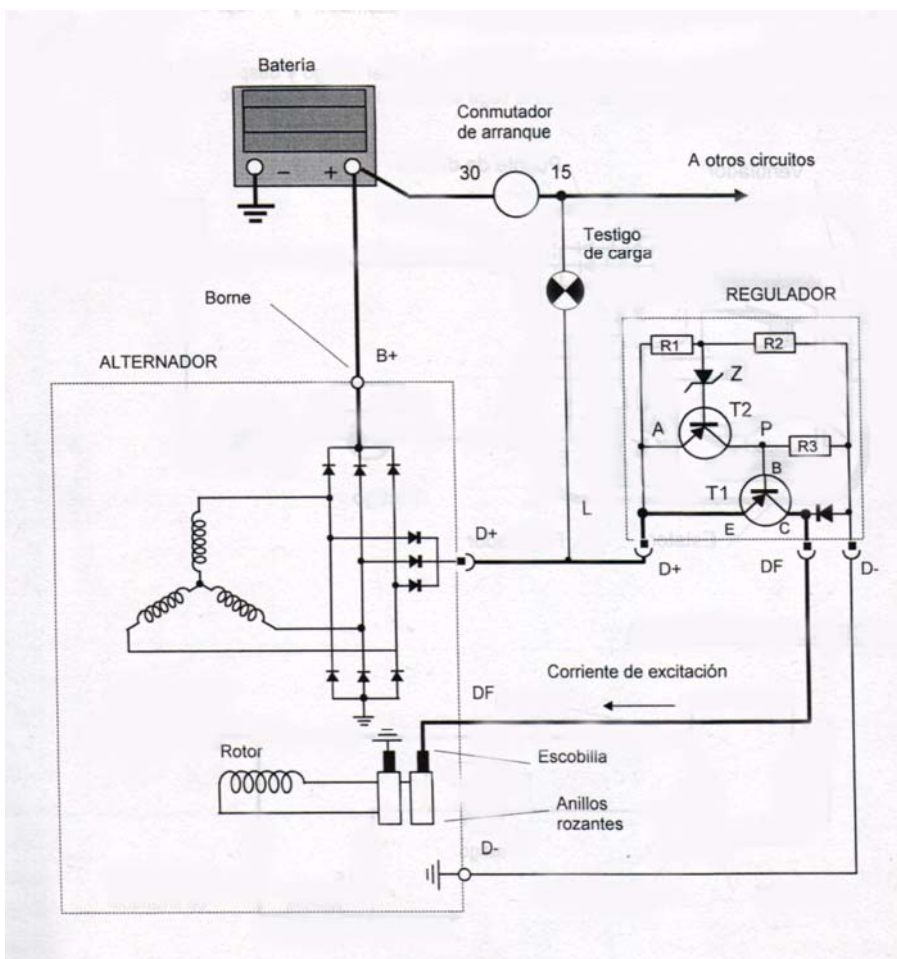 Batería
Conmutador
de arranque
30
15
A otros circuitos
− +
Testigo
de carga
Borne
B+
ALTERNADOR
REGULADOR
R1
R2
Z
T2
A
P
R3
B
T1
E
C
L
D+
D+
DF
D-
Corriente de excitación
DF
Rotor
Escobilla
Anillos
rozantes
D-